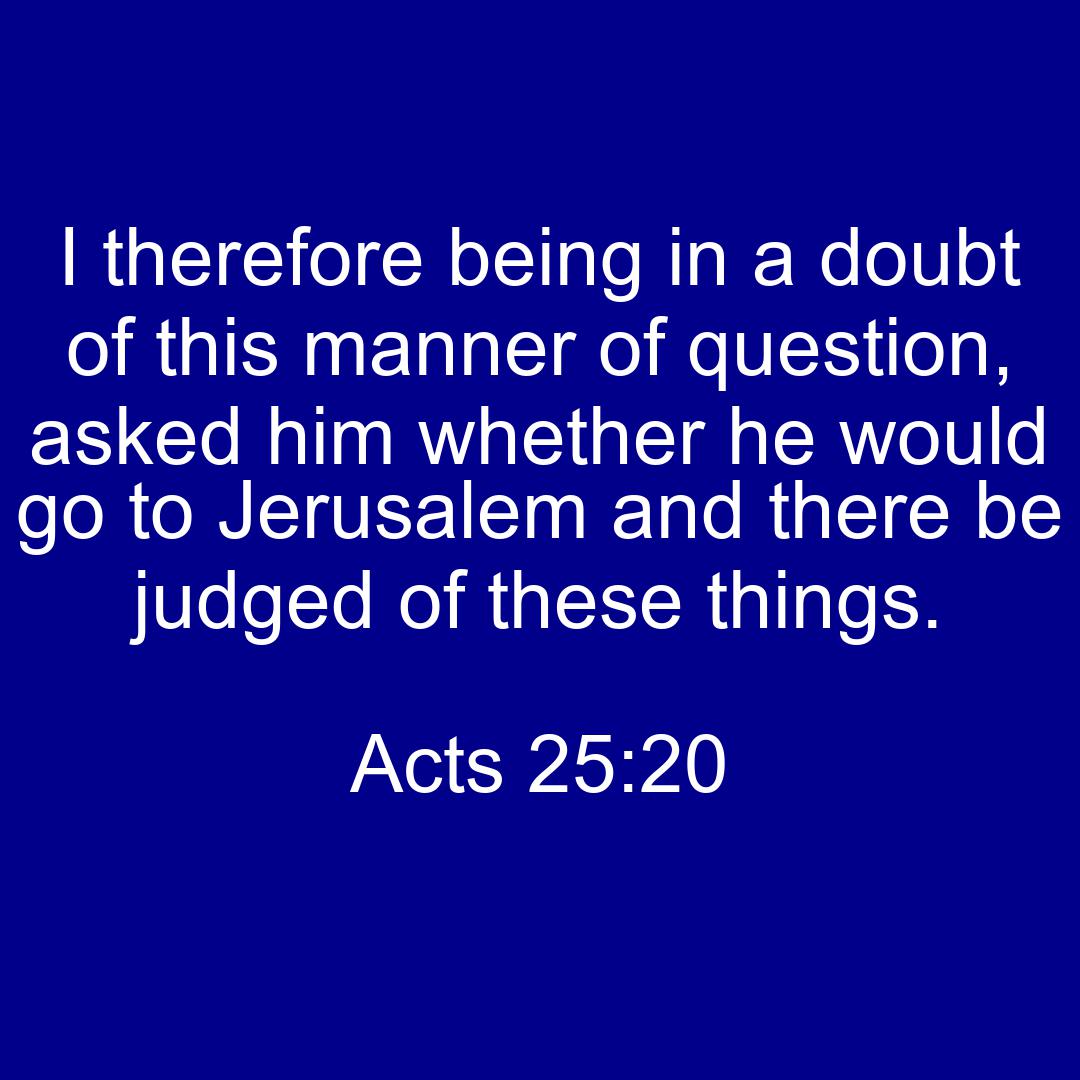 I therefore being in a doubt
of this manner of question,
asked him whether he would
go to Jerusalem and there be
judged of these things.
Acts 25:20